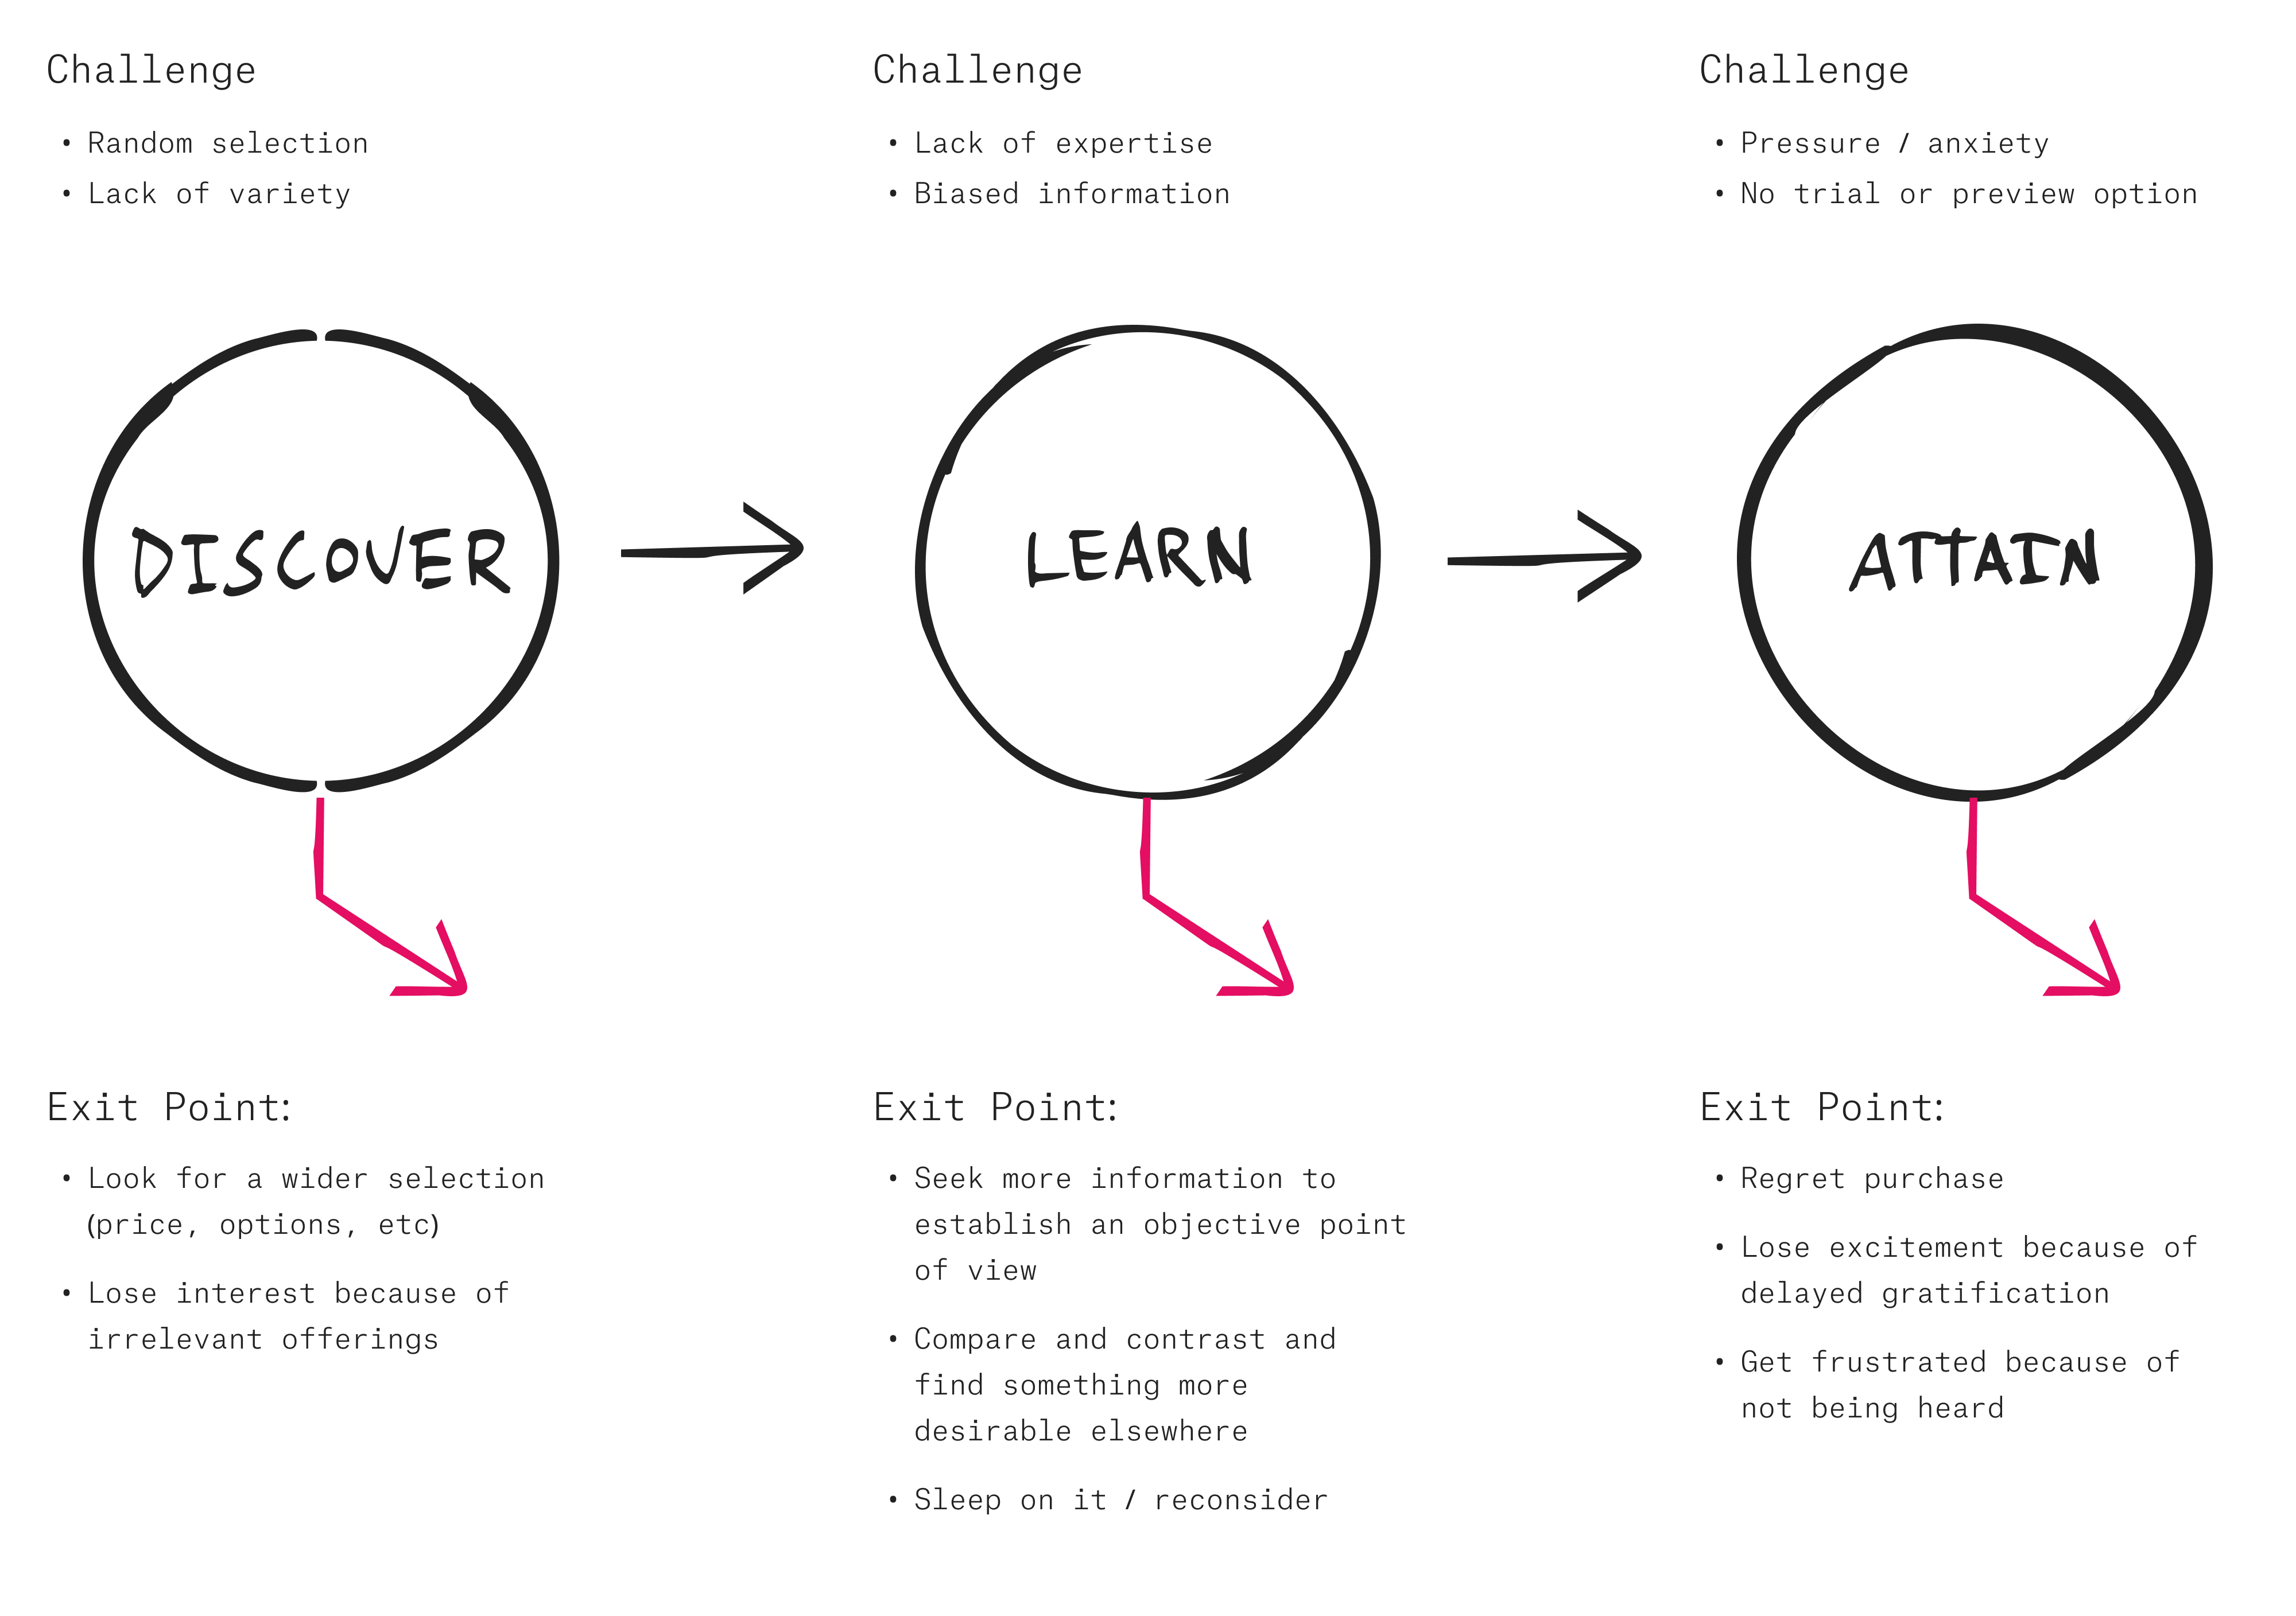 Challenge
• Random selection
• Lack of variety
DISCOVER
Exit Point:
• Look for a wider selection
(price, options, etc)
• Lose interest because of
irrelevant offerings
Challenge
• Lack of expertise
• Biased information
LEARN
Exit Point:
• Seek more information to
establish an objective point
of view
• Compare and contrast and
find something more
desirable elsewhere
• Sleep on it / reconsider
Challenge
• Pressure / anxiety
• No trial or preview option
ATTAIN
Exit Point:
• Regret purchase
• Lose excitement because of
delayed gratification
• Get frustrated because of
not being heard